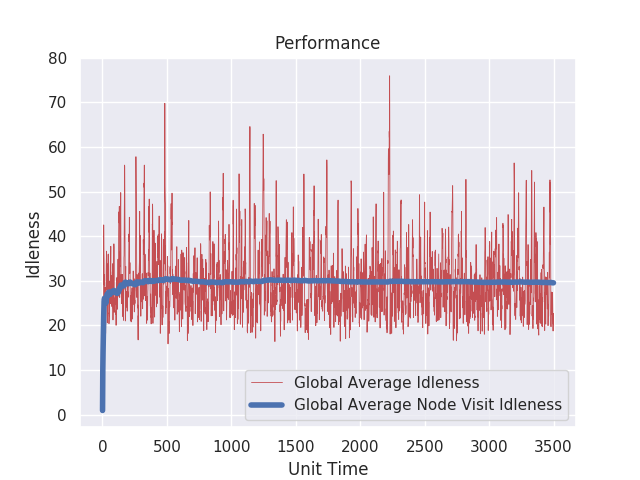 Performance
80
70
60
50
40
30
20
10
0
Idleness
0 500 1000 1500 2000 2500 3000 3500
Unit Time
Global Average Idleness
Global Average Node Visit Idleness